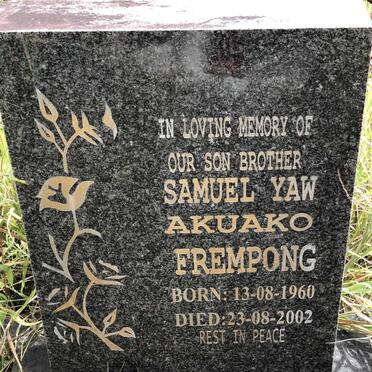 IN LOVING MEMORY OF
OUR SON BROTHER
SAMUEL YAW
AKUAKO
FREMPONG
BORN: 13-08-1960
DIED:23-08-2002
REST IN PEACE